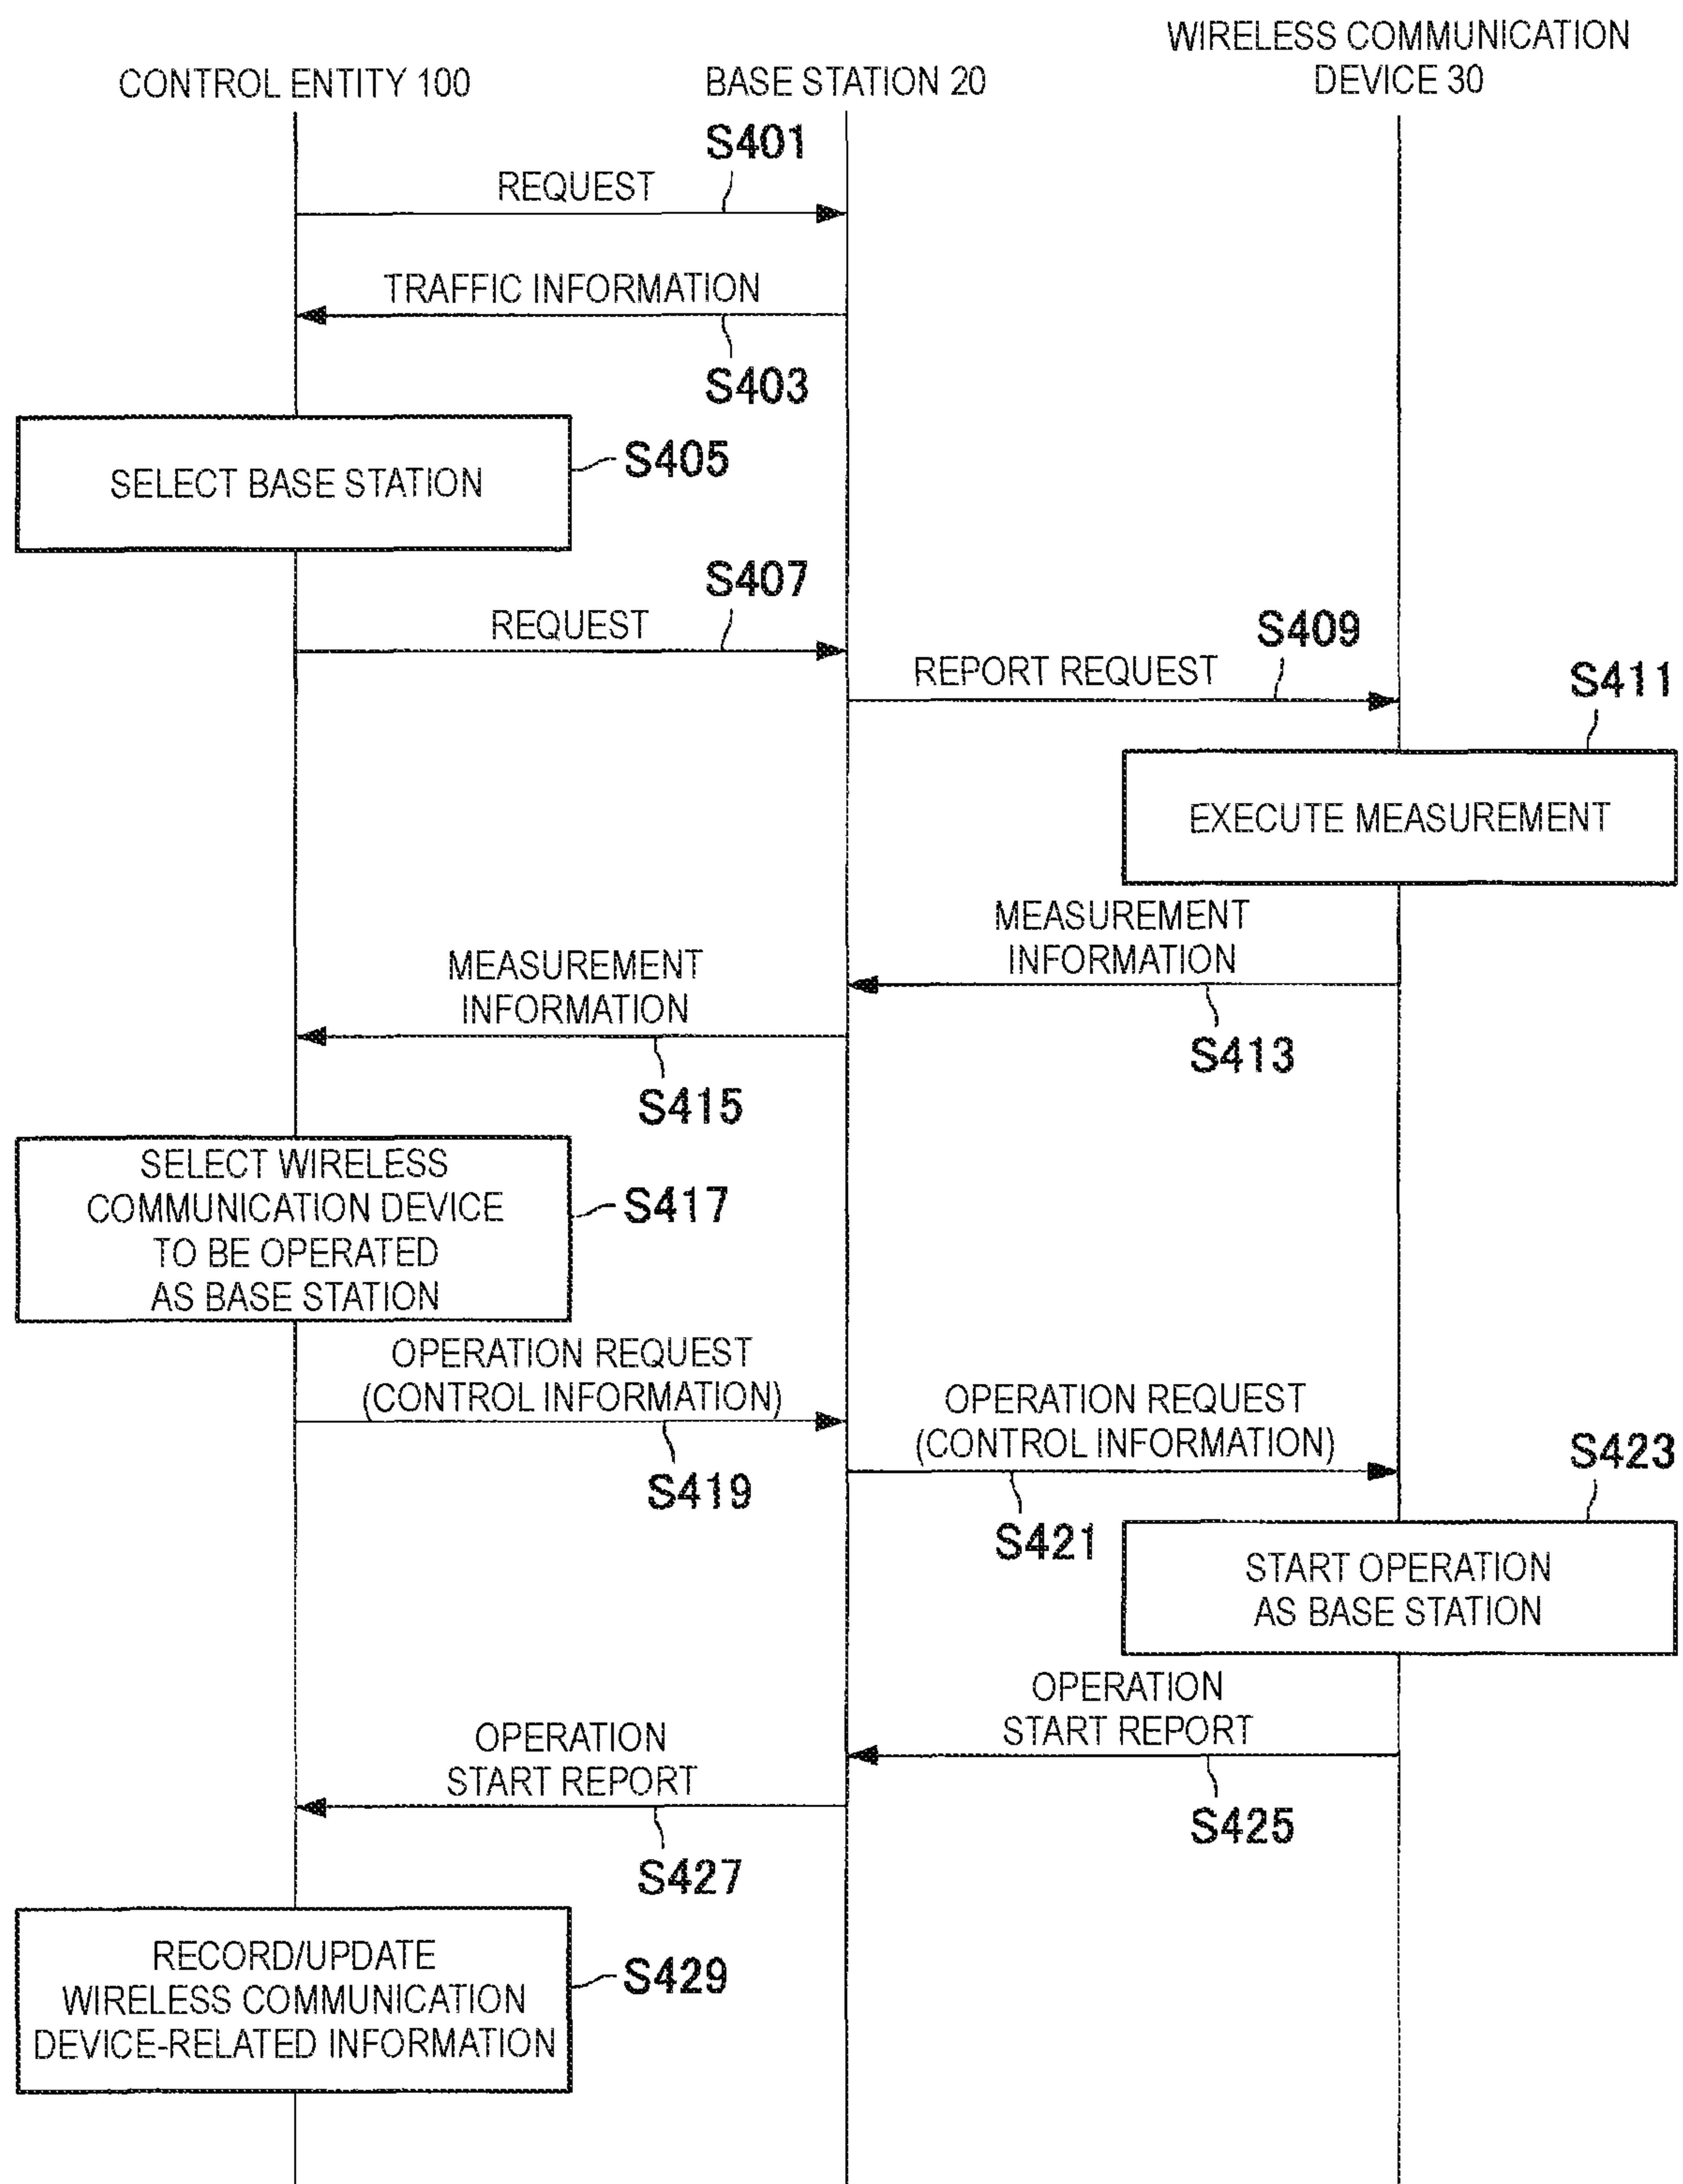 WIRELESS COMMUNICATION
DEVICE 30
CONTROL ENTITY 100
BASE STATION 20
S401
REQUEST
TRAFFIC INFORMATION
S403
SELECT BASE STATION
S405
S407
REQUEST
S409
REPORT REQUEST
S411
EXECUTE MEASUREMENT
MEASUREMENT
INFORMATION
S413
MEASUREMENT
INFORMATION
S415
SELECT WIRELESS
COMMUNICATION DEVICE
TO BE OPERATED
AS BASE STATION
S417
OPERATION REQUEST
(CONTROL INFORMATION)
S419
OPERATION REQUEST
(CONTROL INFORMATION)
S421
S423
START OPERATION
AS BASE STATION
OPERATION
START REPORT
S425
OPERATION
START REPORT
S427
RECORD/UPDATE
WIRELESS COMMUNICATION
DEVICE-RELATED INFORMATION
S429